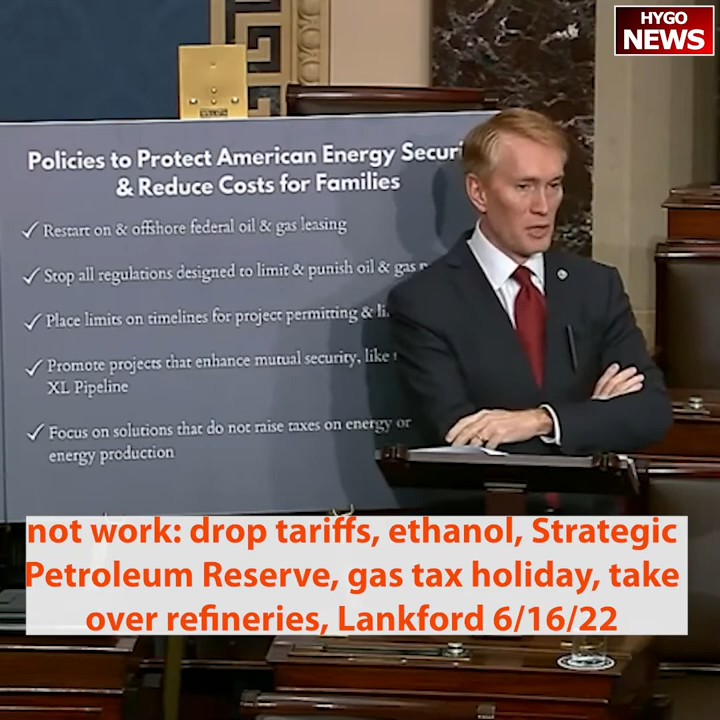 HYGO
NEWS
Policies to Protect American Energy
& Reduce Costs for Families
✓ Restart on & offshore federal oil & gas leasing
✓ Stop all regulations designed to limit & punish oil & gas
✓ Place limits on timelines for project permitting &
✓ Promote projects that enhance mutual security, like
XL Pipeline
✓ Focus on solutions that do not raise taxes on energy or
energy production
not work: drop tariffs, ethanol, Strategic
Petroleum Reserve, gas tax holiday, take
over refineries, Lankford 6/16/22